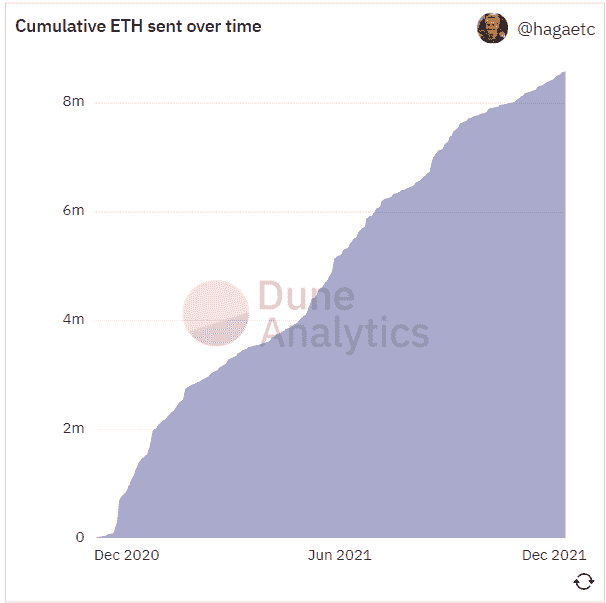 Cumulative ETH sent over time
@hagaetc
8m
6m
4m
2m
0
Dune
Analytics
Dec 2020
Jun 2021
Dec 2021